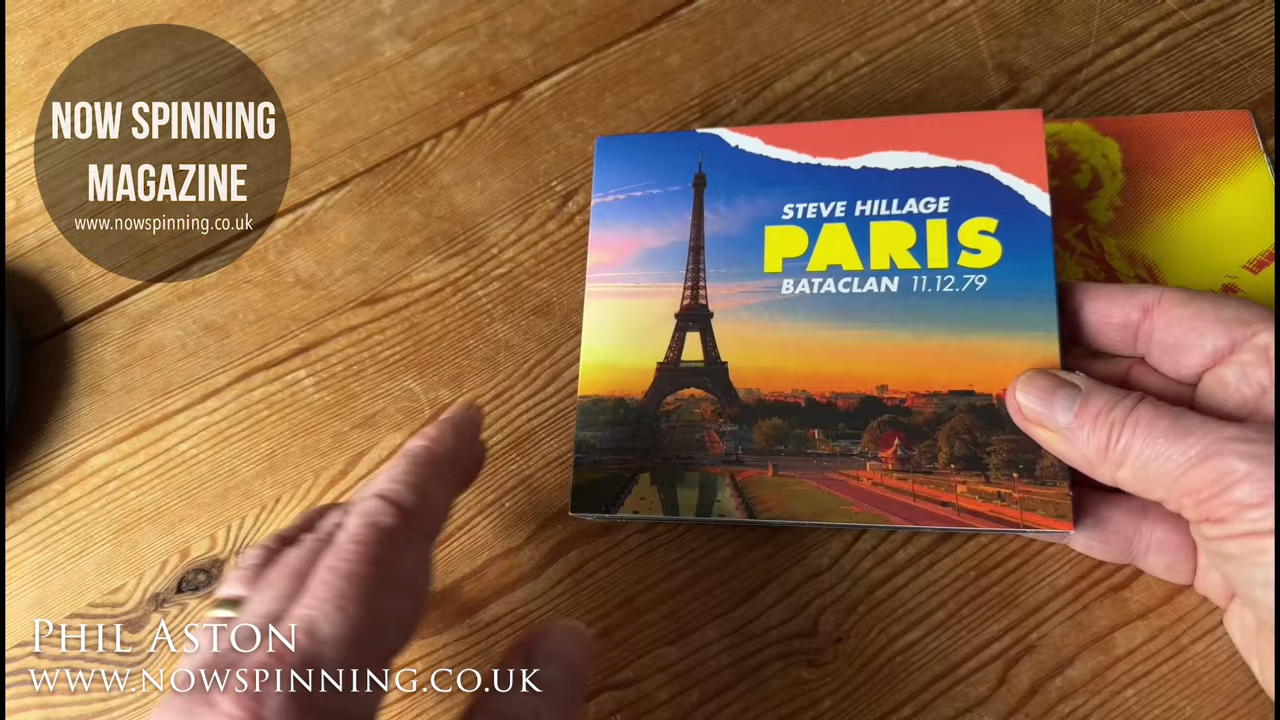 NOW SPINNING
MAGAZINE
www.nowspinning.co.uk
STEVE HILLAGE
PARIS
BATACLAN 11.12.79
PHIL ASTON
WWW.NOWSPINNING.CO.UK